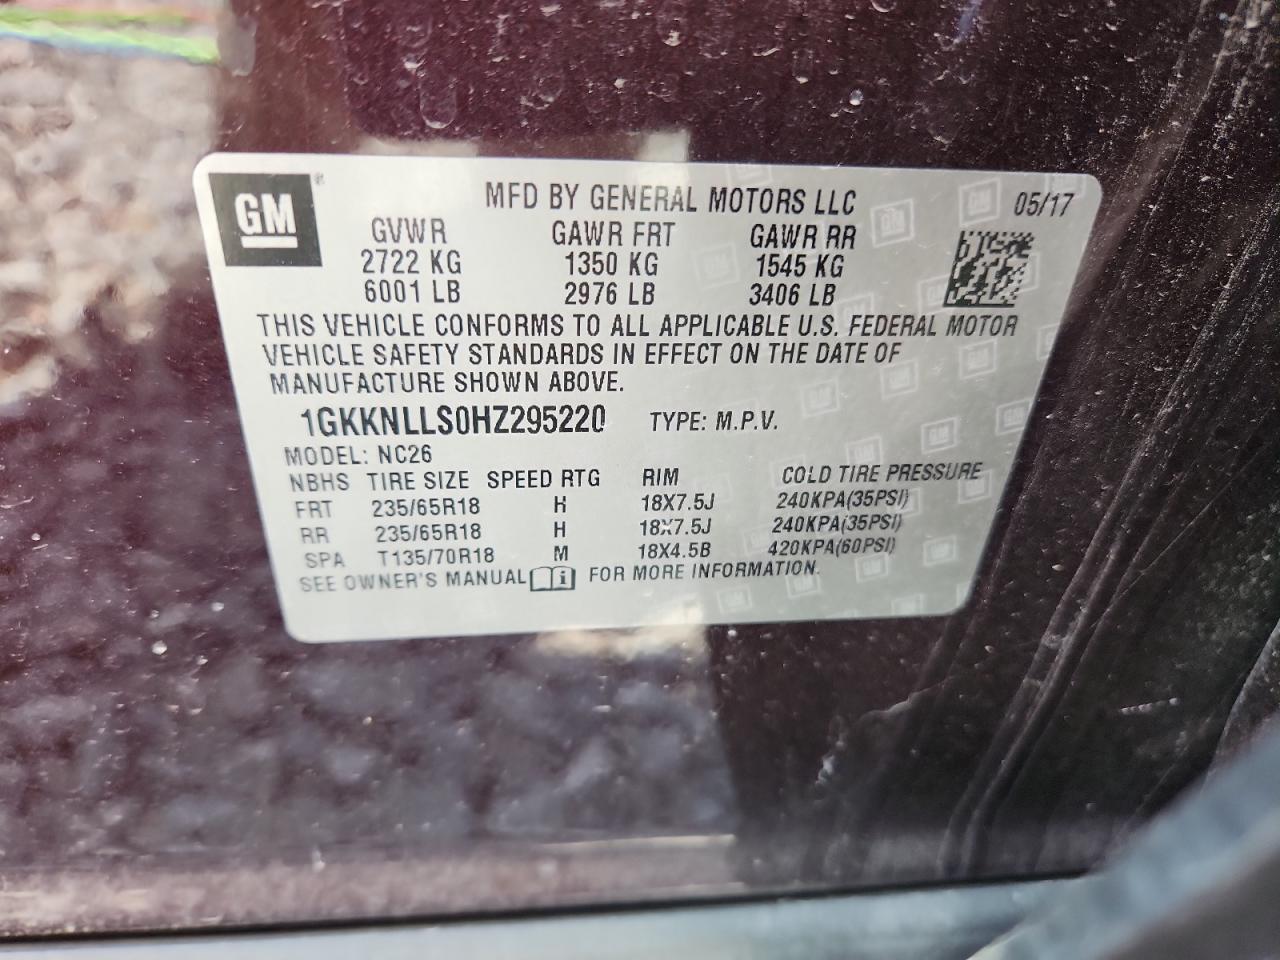 GM
MFD BY GENERAL MOTORS LLC 05/17
GVWR GAWR FRT GAWR RR
2722 KG 1350 KG 1545 KG
6001 LB 2976 LB 3406 LB
THIS VEHICLE CONFORMS TO ALL APPLICABLE U.S. FEDERAL MOTOR
VEHICLE SAFETY STANDARDS IN EFFECT ON THE DATE OF
MANUFACTURE SHOWN ABOVE.
1GKKNLLS0HZ295220 TYPE: M.P.V.
MODEL: NC26
NBHS TIRE SIZE SPEED RTG RIM COLD TIRE PRESSURE
FRT 235/65R18 H 18X7.5J 240KPA(35PSI)
RR 235/65R18 H 18X7.5J 240KPA(35PSI)
SPA T135/70R18 M 18X4.5B 420KPA(60PSI)
SEE OWNER'S MANUAL i FOR MORE INFORMATION.